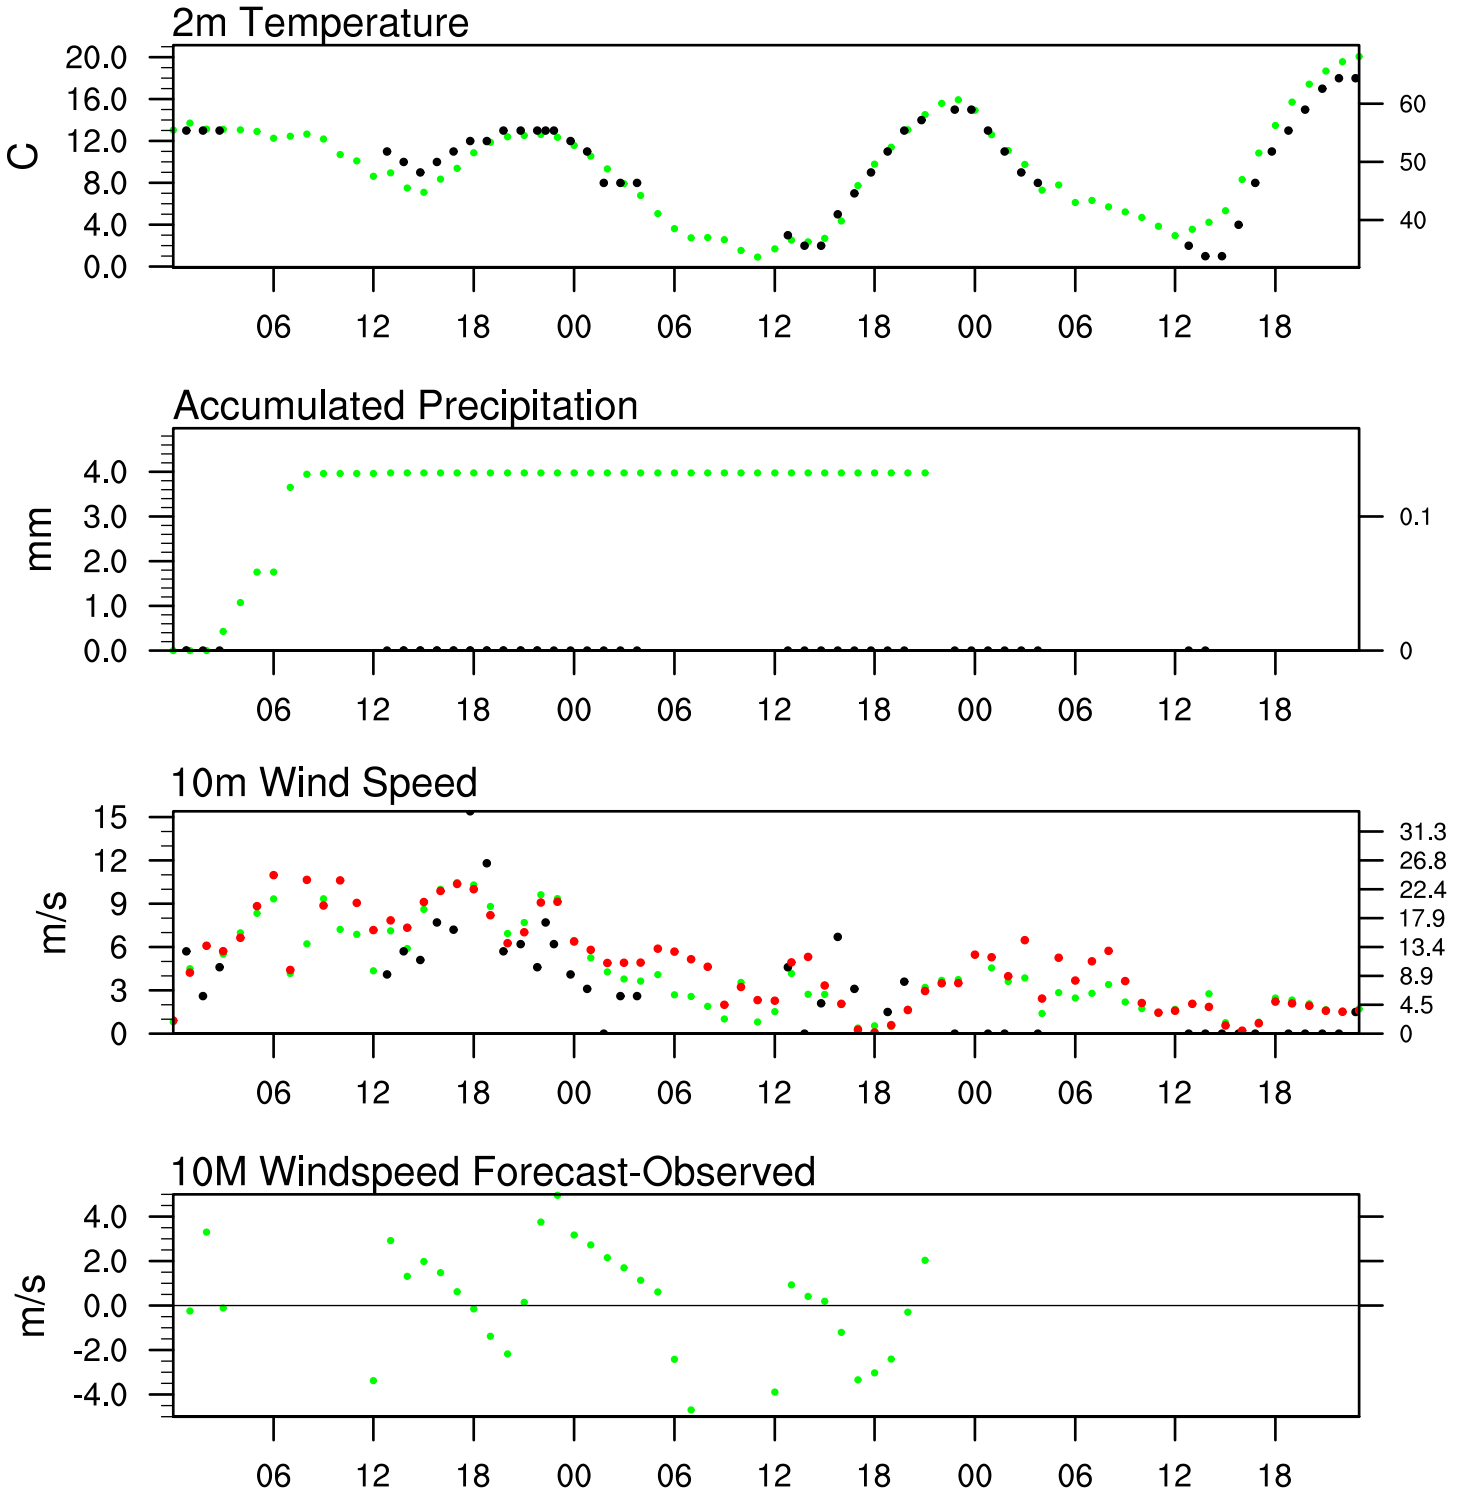 2m Temperature
20.0
16.0
12.0
8.0
4.0
0.0
C
60
50
40
06 12 18 00 06 12 18 00 06 12 18
Accumulated Precipitation
4.0
3.0
2.0
1.0
0.0
mm
0.1
0
06 12 18 00 06 12 18 00 06 12 18
10m Wind Speed
15
12
9
6
3
0
m/s
31.3
26.8
22.4
17.9
13.4
8.9
4.5
0
06 12 18 00 06 12 18 00 06 12 18
10M Windspeed Forecast-Observed
4.0
2.0
0.0
-2.0
-4.0
m/s
06 12 18 00 06 12 18 00 06 12 18